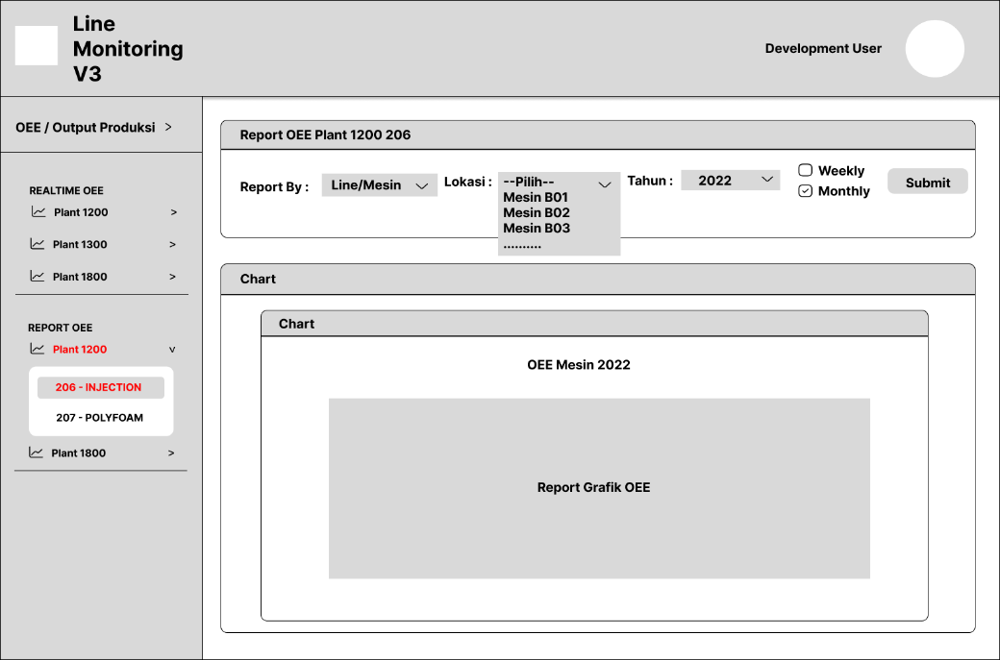 Line
Monitoring
V3
Development User
OEE / Output Produksi >
REALTIME OEE
Plant 1200 >
Plant 1300 >
Plant 1800 >
REPORT OEE
Plant 1200 v
206 - INJECTION
207 - POLYFOAM
Plant 1800 >
Report OEE Plant 1200 206
Report By : Line/Mesin Lokasi : --Pilih-- Tahun : 2022
Mesin B01
Mesin B02
Mesin B03
..........
Weekly
Monthly
Submit
Chart
Chart
OEE Mesin 2022
Report Grafik OEE